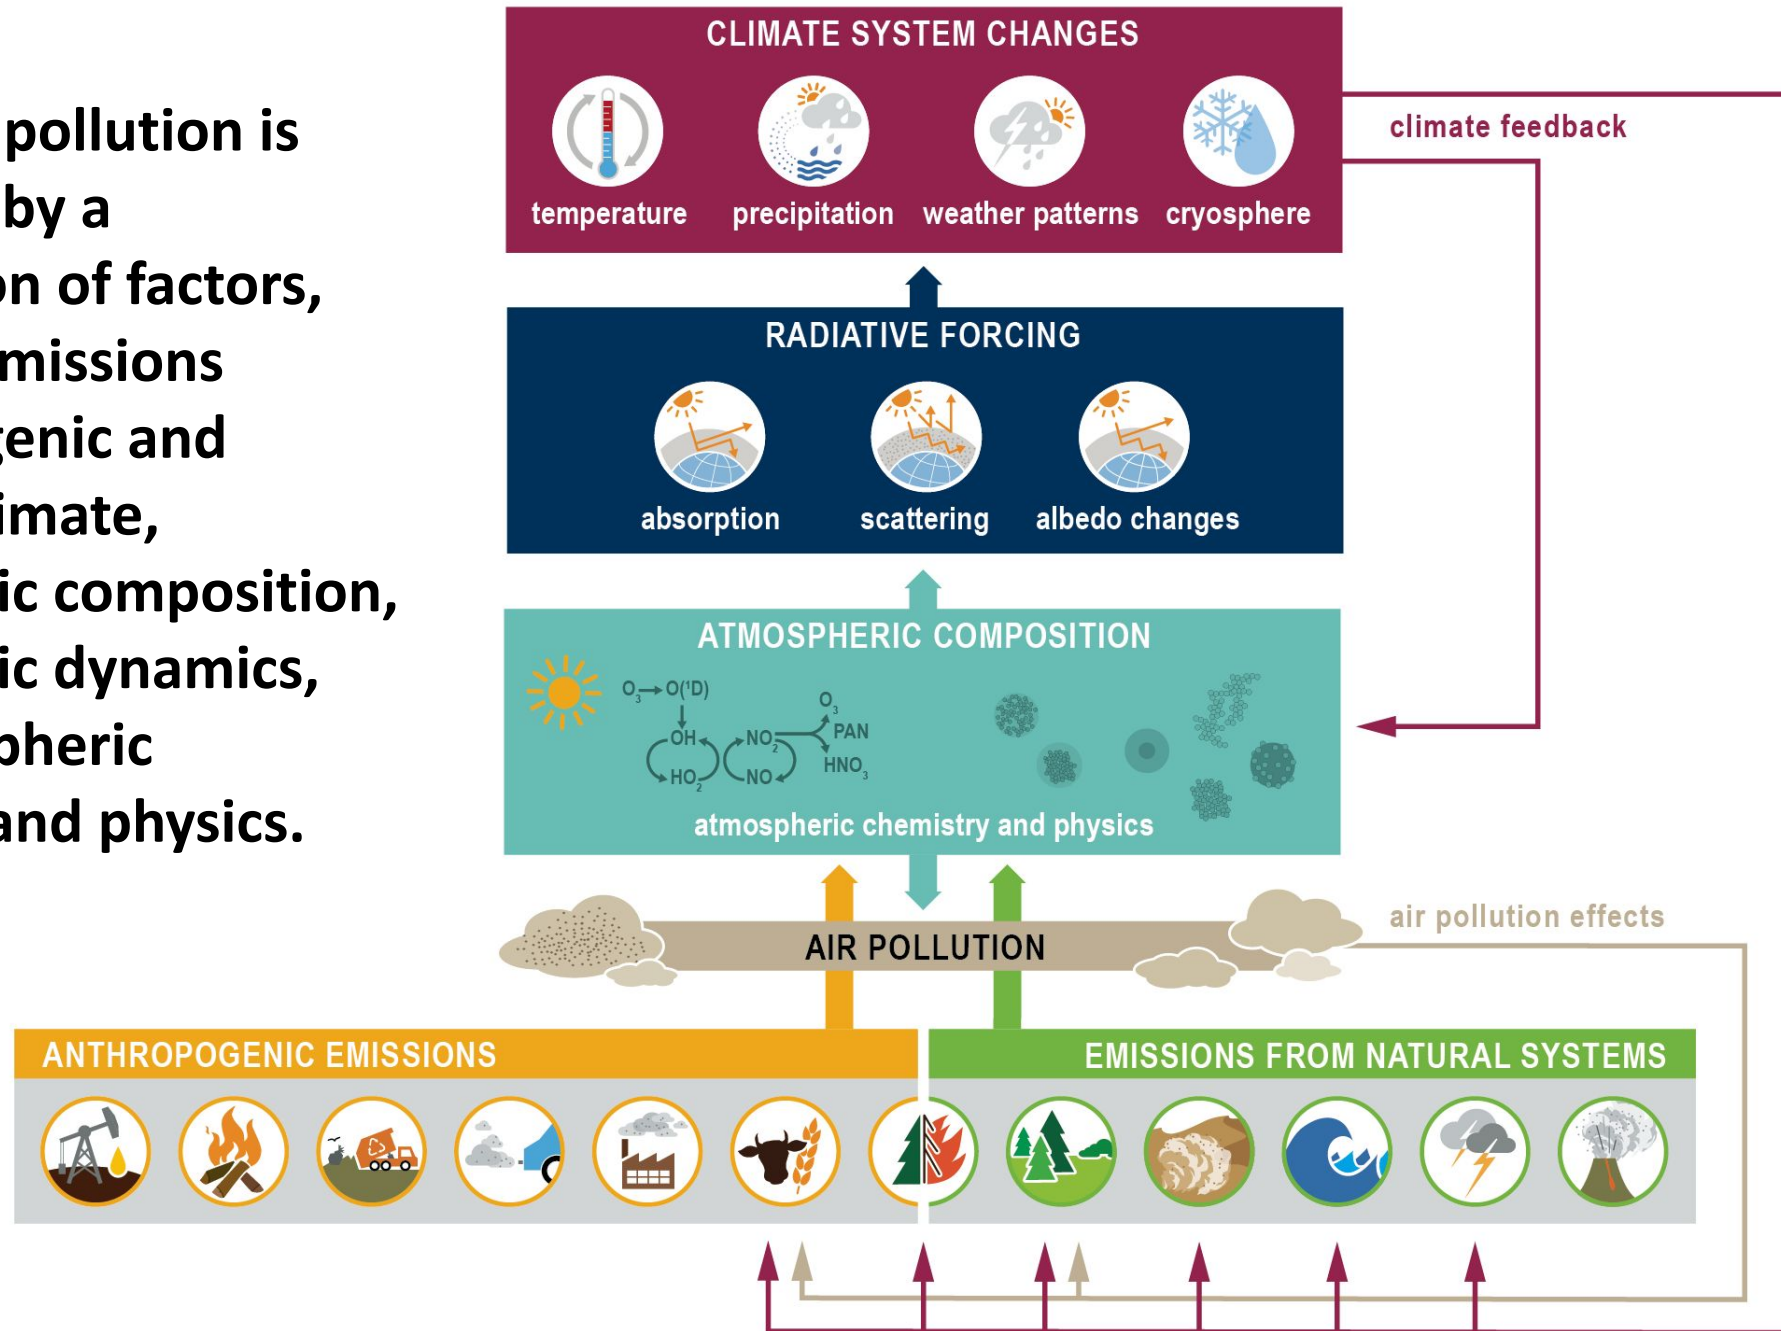 pollution is
by a
on of factors,
missions
genic and
imate,
ic composition,
ic dynamics,
pheric
and physics.
CLIMATE SYSTEM CHANGES
temperature
precipitation
weather patterns
cryosphere
climate feedback
RADIATIVE FORCING
absorption
scattering
albedo changes
ATMOSPHERIC COMPOSITION
O₃ → O(¹D)
OH
HO₂
NO₂
NO
O₃
PAN
HNO₃
atmospheric chemistry and physics
AIR POLLUTION
air pollution effects
ANTHROPOGENIC EMISSIONS
EMISSIONS FROM NATURAL SYSTEMS